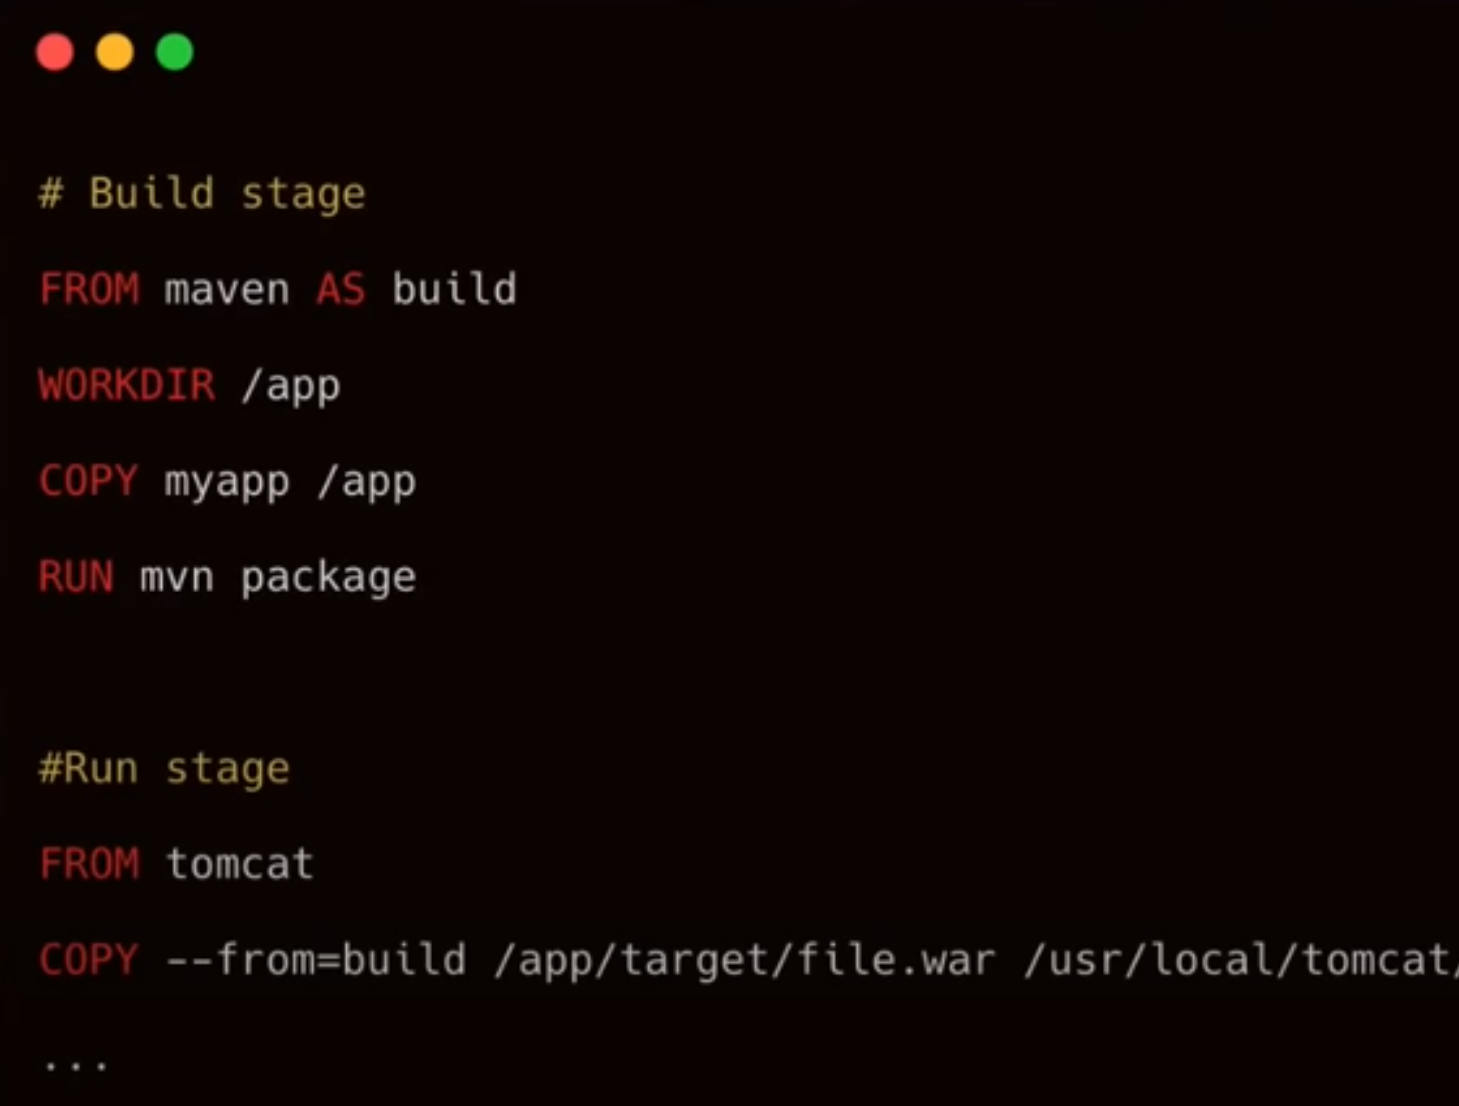 # Build stage
FROM maven AS build
WORKDIR /app
COPY myapp /app
RUN mvn package
#Run stage
FROM tomcat
COPY --from=build /app/target/file.war /usr/local/tomcat/
...